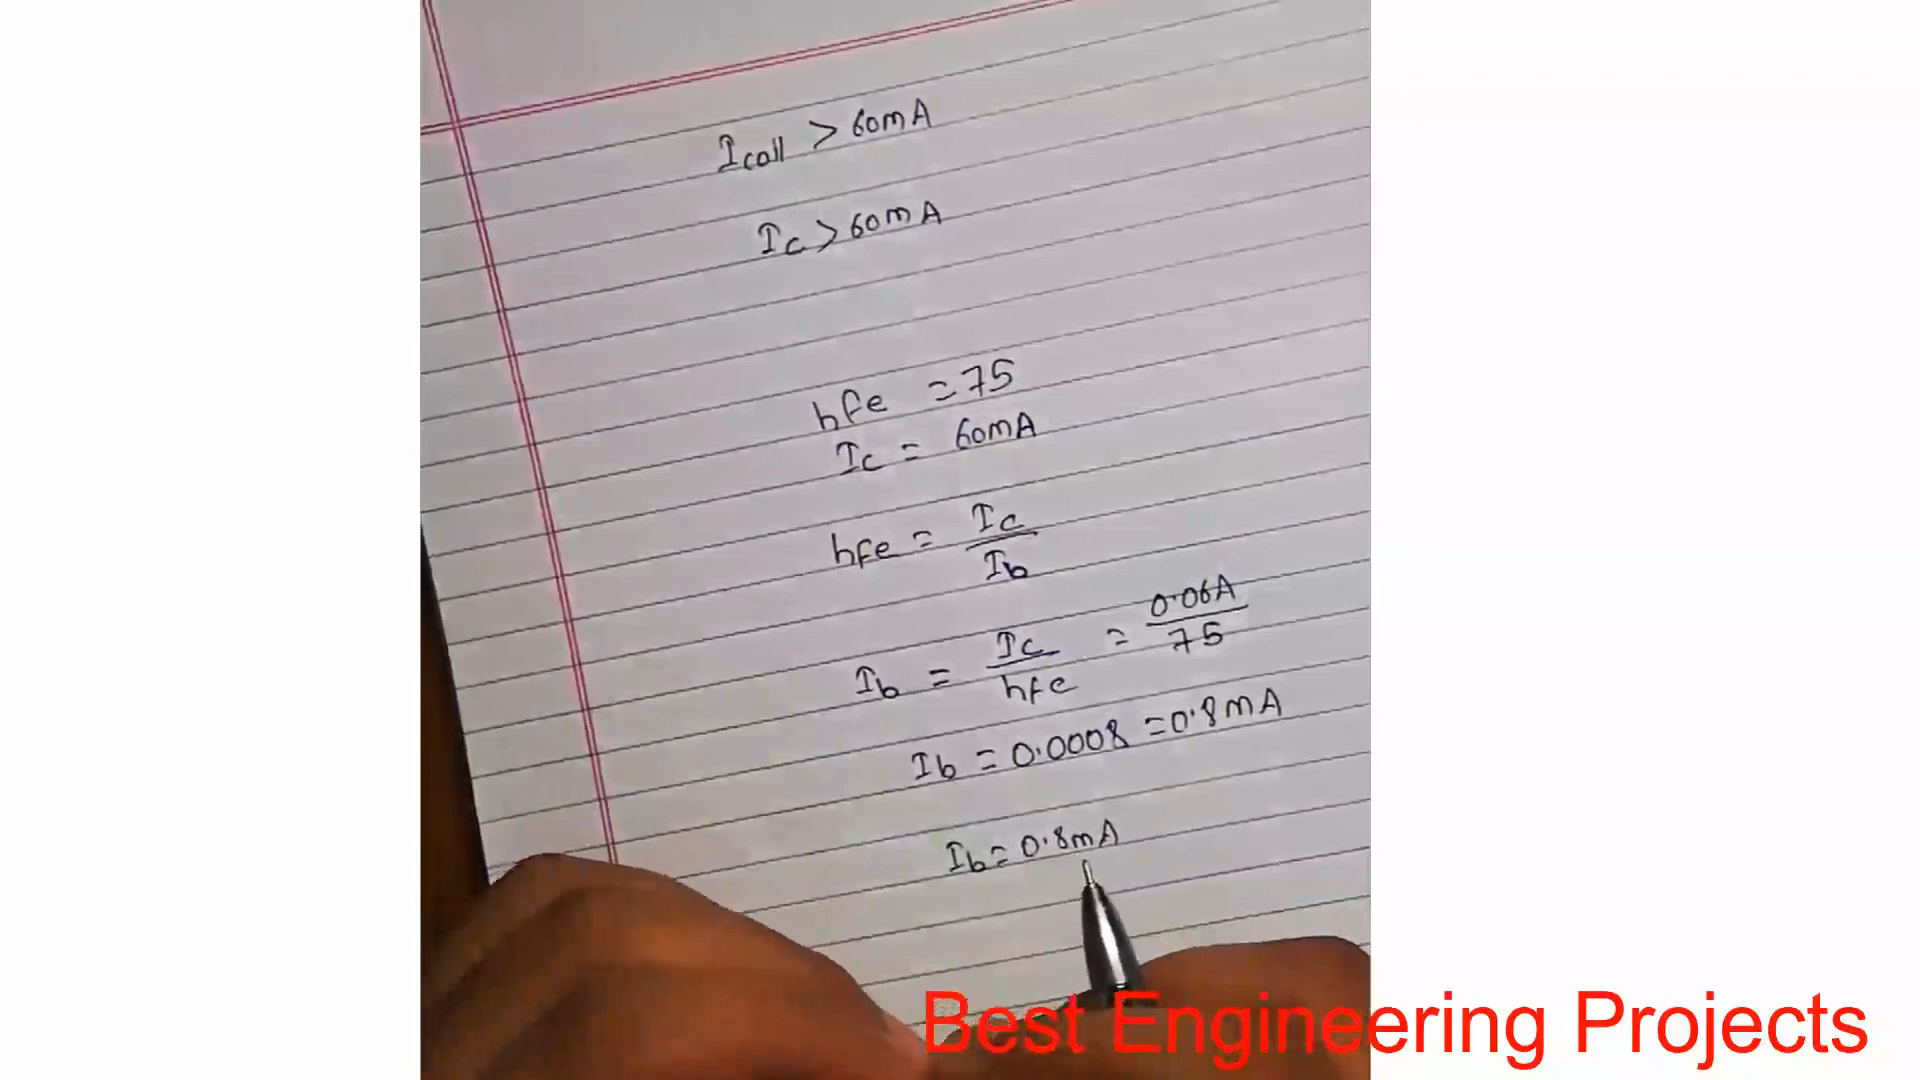 Icoil > 60mA
Ic > 60mA
hfe = 75
Ic = 60mA
hfe = Ic / Ib
Ib = Ic / hfe = 0.06A / 75
Ib = 0.0008 = 0.8mA
Ib = 0.8mA
Best Engineering Projects